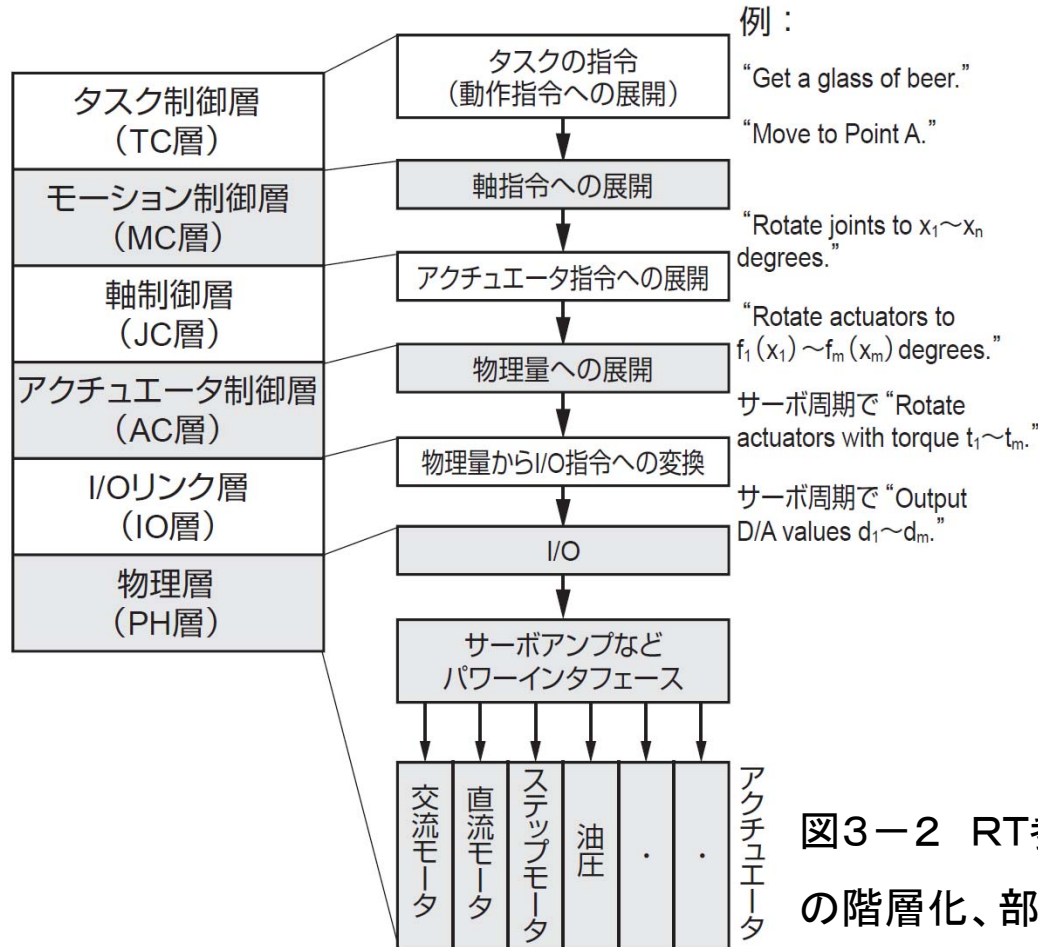 タスク制御層
（TC層）
モーション制御層
（MC層）
軸制御層
（JC層）
アクチュエータ制御層
（AC層）
I/Oリンク層
（IO層）
物理層
（PH層）
タスクの指令
（動作指令への展開）
軸指令への展開
アクチュエータ指令への展開
物理量への展開
物理量からI/O指令への変換
I/O
サーボアンプなど
パワーインタフェース
交流モータ
直流モータ
ステップモータ
油圧
・
・
アクチュエータ
例：
“Get a glass of beer.”
“Move to Point A.”
“Rotate joints to x₁～xₙ
degrees.”
“Rotate actuators to
f₁(x₁)～fₘ(xₘ) degrees.”
サーボ周期で “Rotate
actuators with torque t₁～tₘ.”
サーボ周期で “Output
D/A values d₁～dₘ.”
図３－２ RT
の階層化、部